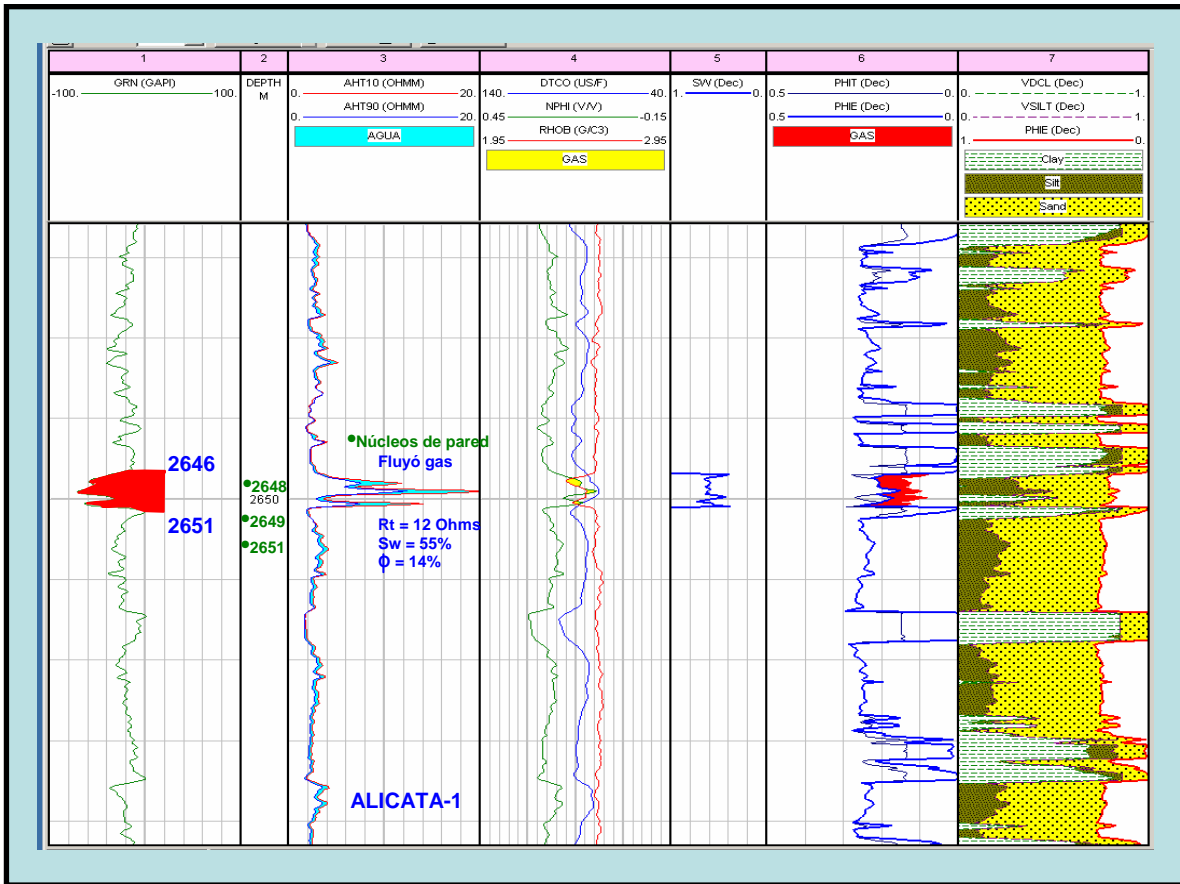 1 2 3 4 5 6 7
GRN (GAPI)
-100. 100.
DEPTH
M
AHT10 (OHMM)
0. 20.
AHT90 (OHMM)
0. 20.
AGUA
DTCO (US/F)
140. 40.
NPHI (V/V)
0.45 -0.15
RHOB (G/C3)
1.95 2.95
GAS
SW (Dec)
1. 0.
PHIT (Dec)
0.5 0.
PHIE (Dec)
0.5 0.
GAS
VDCL (Dec)
0. 1.
VSILT (Dec)
0. 1.
PHIE (Dec)
1. 0.
Clay
Silt
Sand
•Núcleos de pared
Fluyó gas
2646
•2648
2650
2651
•2649
•2651
Rt = 12 Ohms
Sw = 55%
Φ = 14%
ALICATA-1